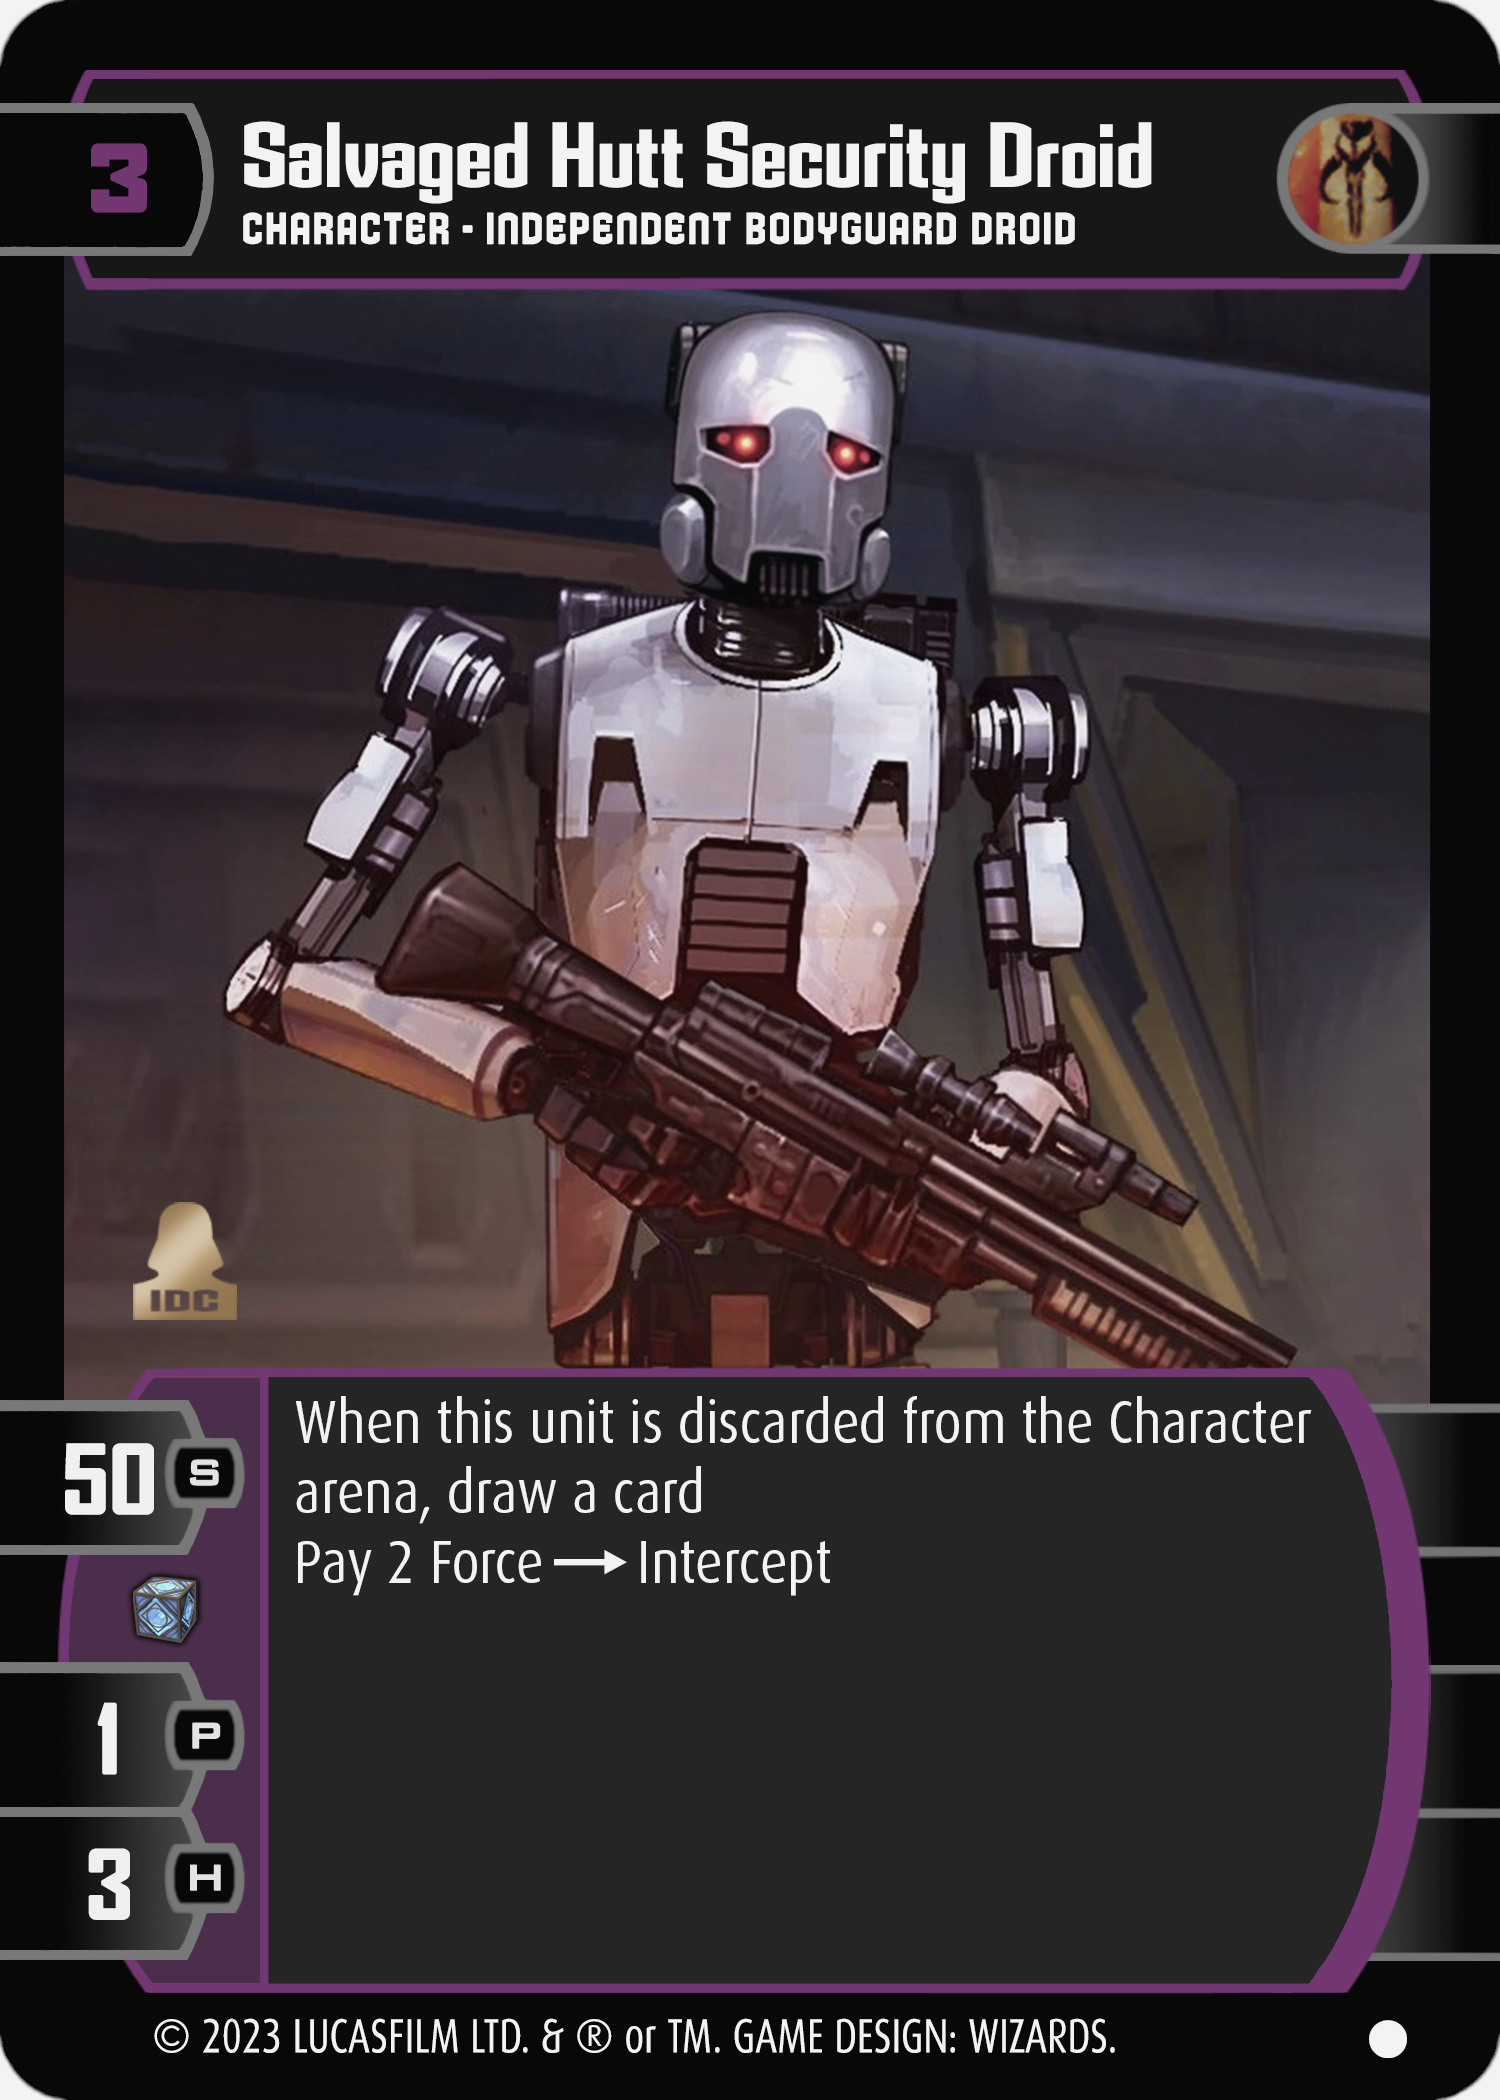 3
Salvaged Hutt Security Droid
CHARACTER - INDEPENDENT BODYGUARD DROID
IDC
50 S
When this unit is discarded from the Character
arena, draw a card
Pay 2 Force → Intercept
1 P
3 H
© 2023 LUCASFILM LTD. & ® or TM. GAME DESIGN: WIZARDS.